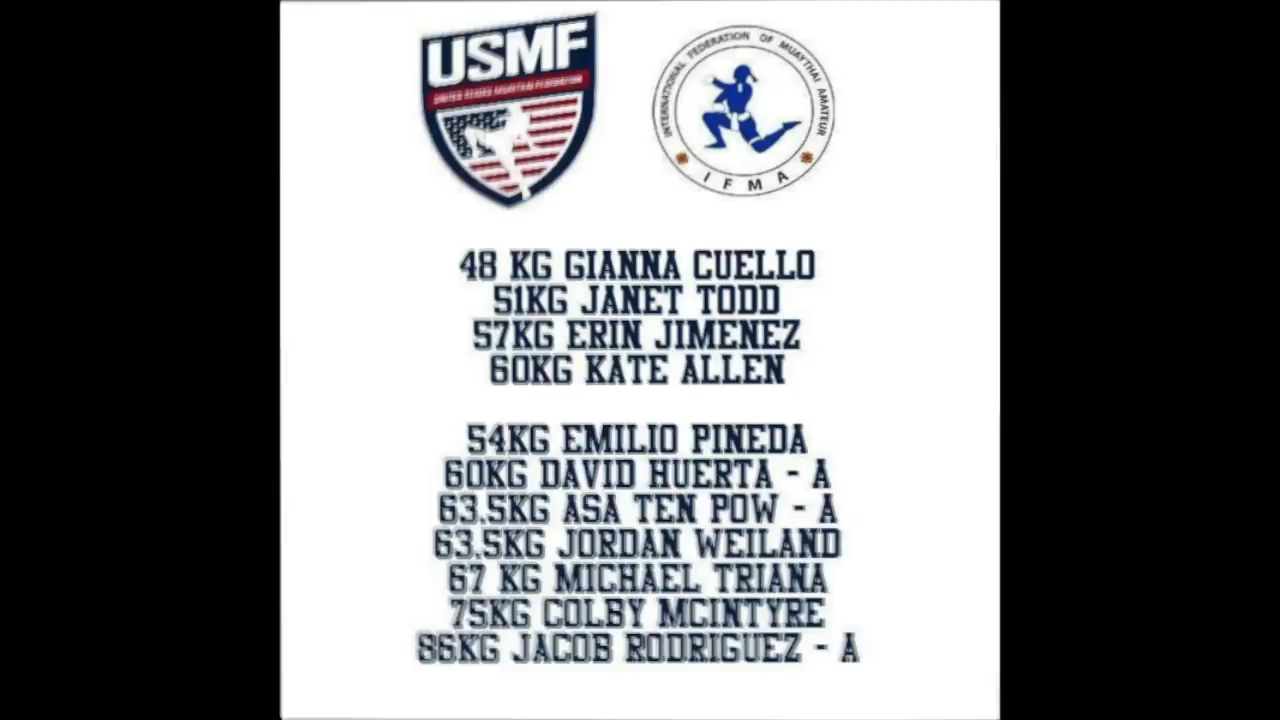 USMF
UNITED STATES MUAYTHAI FEDERATION
INTERNATIONAL FEDERATION OF MUAYTHAI AMATEUR
IFMA
48 KG GIANNA CUELLO
51KG JANET TODD
57KG ERIN JIMENEZ
60KG KATE ALLEN
54KG EMILIO PINEDA
60KG DAVID HUERTA - A
63.5KG ASA TEN POW - A
63.5KG JORDAN WEILAND
67 KG MICHAEL TRIANA
75KG COLBY MCINTYRE
86KG JACOB RODRIGUEZ - A